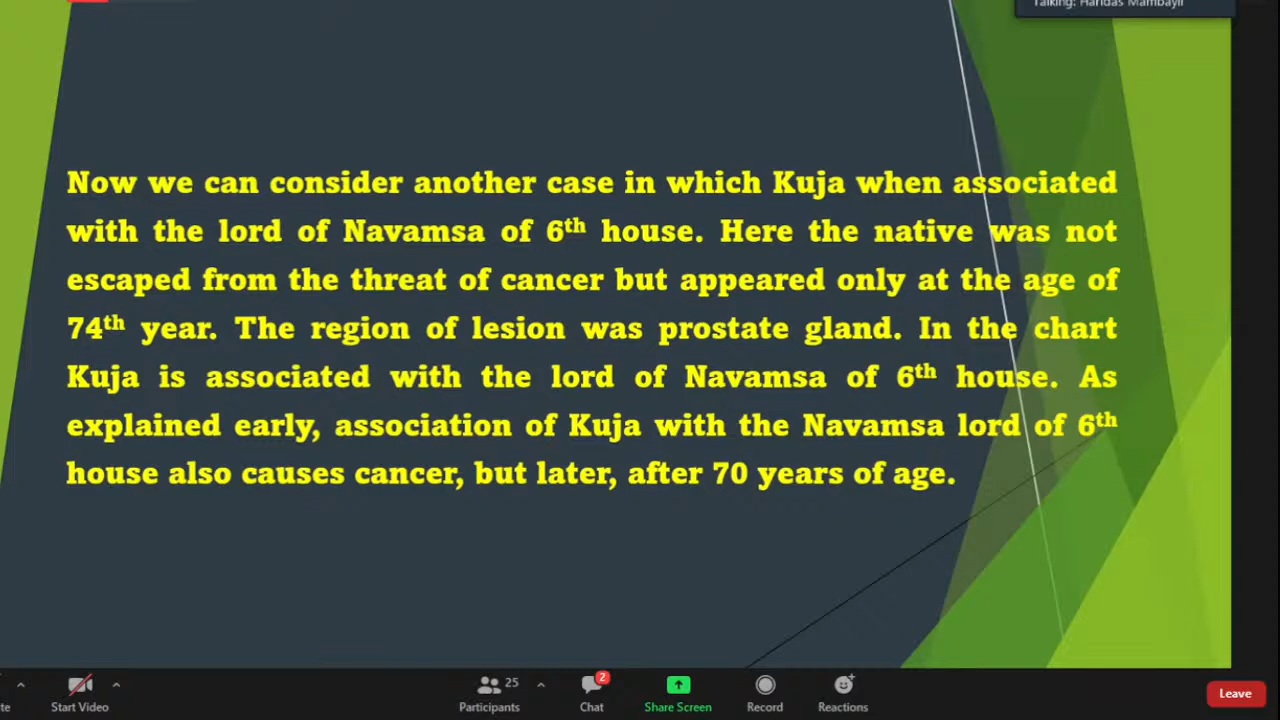 Talking: Haridas Mambayil
Now we can consider another case in which Kuja when associated
with the lord of Navamsa of 6th house. Here the native was not
escaped from the threat of cancer but appeared only at the age of
74th year. The region of lesion was prostate gland. In the chart
Kuja is associated with the lord of Navamsa of 6th house. As
explained early, association of Kuja with the Navamsa lord of 6th
house also causes cancer, but later, after 70 years of age.
25
2
Start Video
Participants
Chat
Share Screen
Record
Reactions
Leave